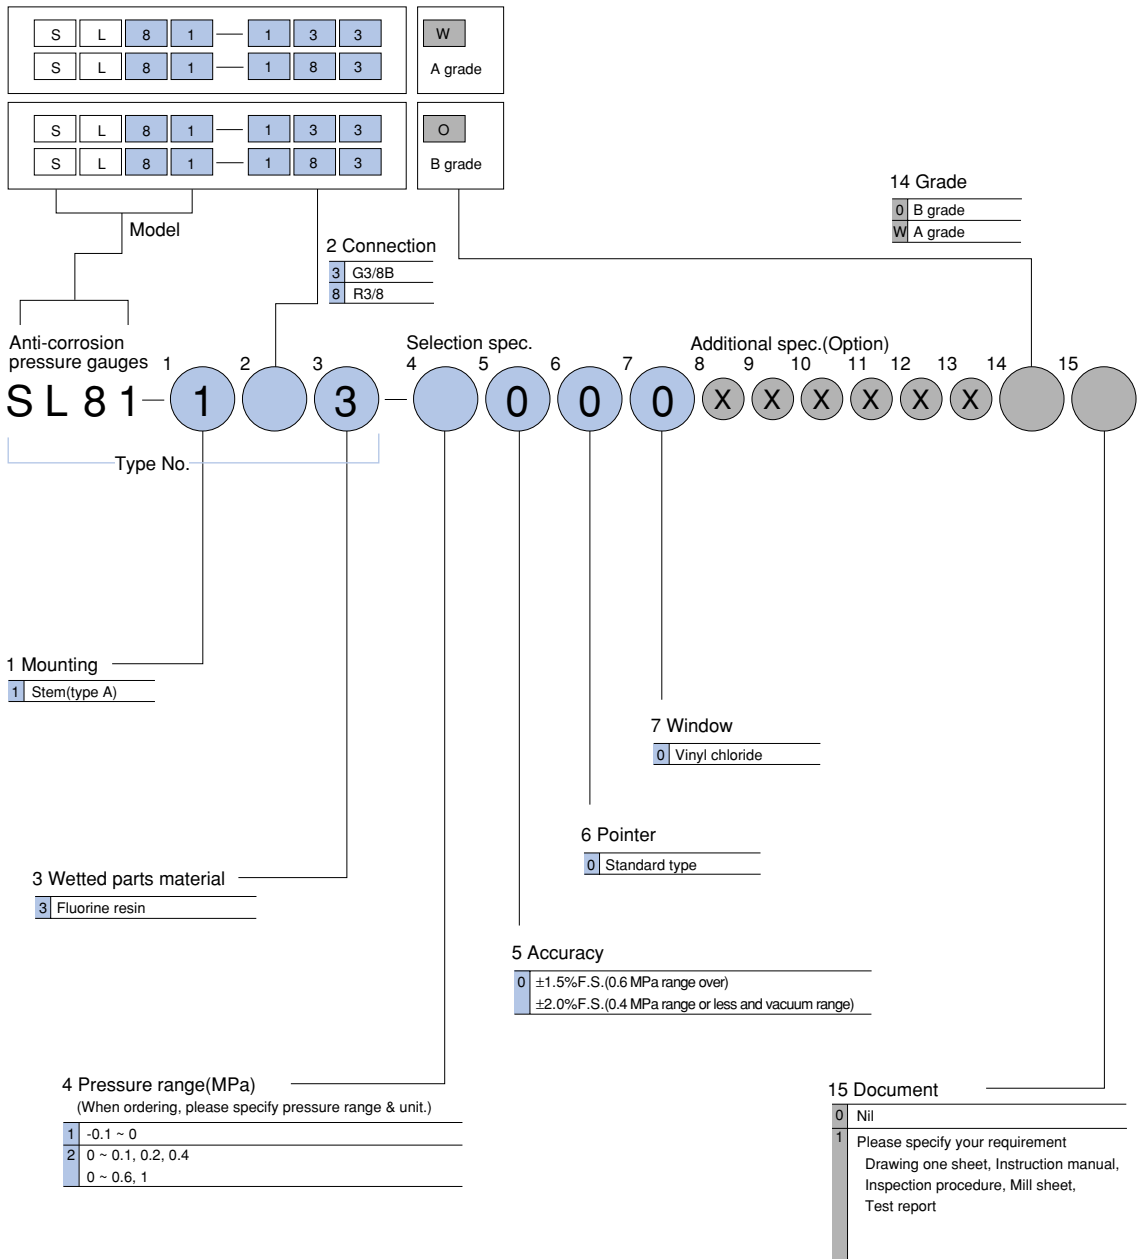 S L 8 1 — 1 3 3 W
S L 8 1 — 1 8 3 A grade
S L 8 1 — 1 3 3 O
S L 8 1 — 1 8 3 B grade
Model
14 Grade
0 B grade
W A grade
2 Connection
3 G3/8B
8 R3/8
Anti-corrosion
pressure gauges
Selection spec.
Additional spec.(Option)
1 2 3 4 5 6 7 8 9 10 11 12 13 14 15
S L 8 1 — 1 3 — 0 0 0 X X X X X X
Type No.
1 Mounting
1 Stem(type A)
7 Window
0 Vinyl chloride
6 Pointer
0 Standard type
3 Wetted parts material
3 Fluorine resin
5 Accuracy
0 ±1.5%F.S.(0.6 MPa range over)
±2.0%F.S.(0.4 MPa range or less and vacuum range)
4 Pressure range(MPa)
(When ordering, please specify pressure range & unit.)
1 -0.1 ~ 0
2 0 ~ 0.1, 0.2, 0.4
0 ~ 0.6, 1
15 Document
0 Nil
1 Please specify your requirement
Drawing one sheet, Instruction manual,
Inspection procedure, Mill sheet,
Test report